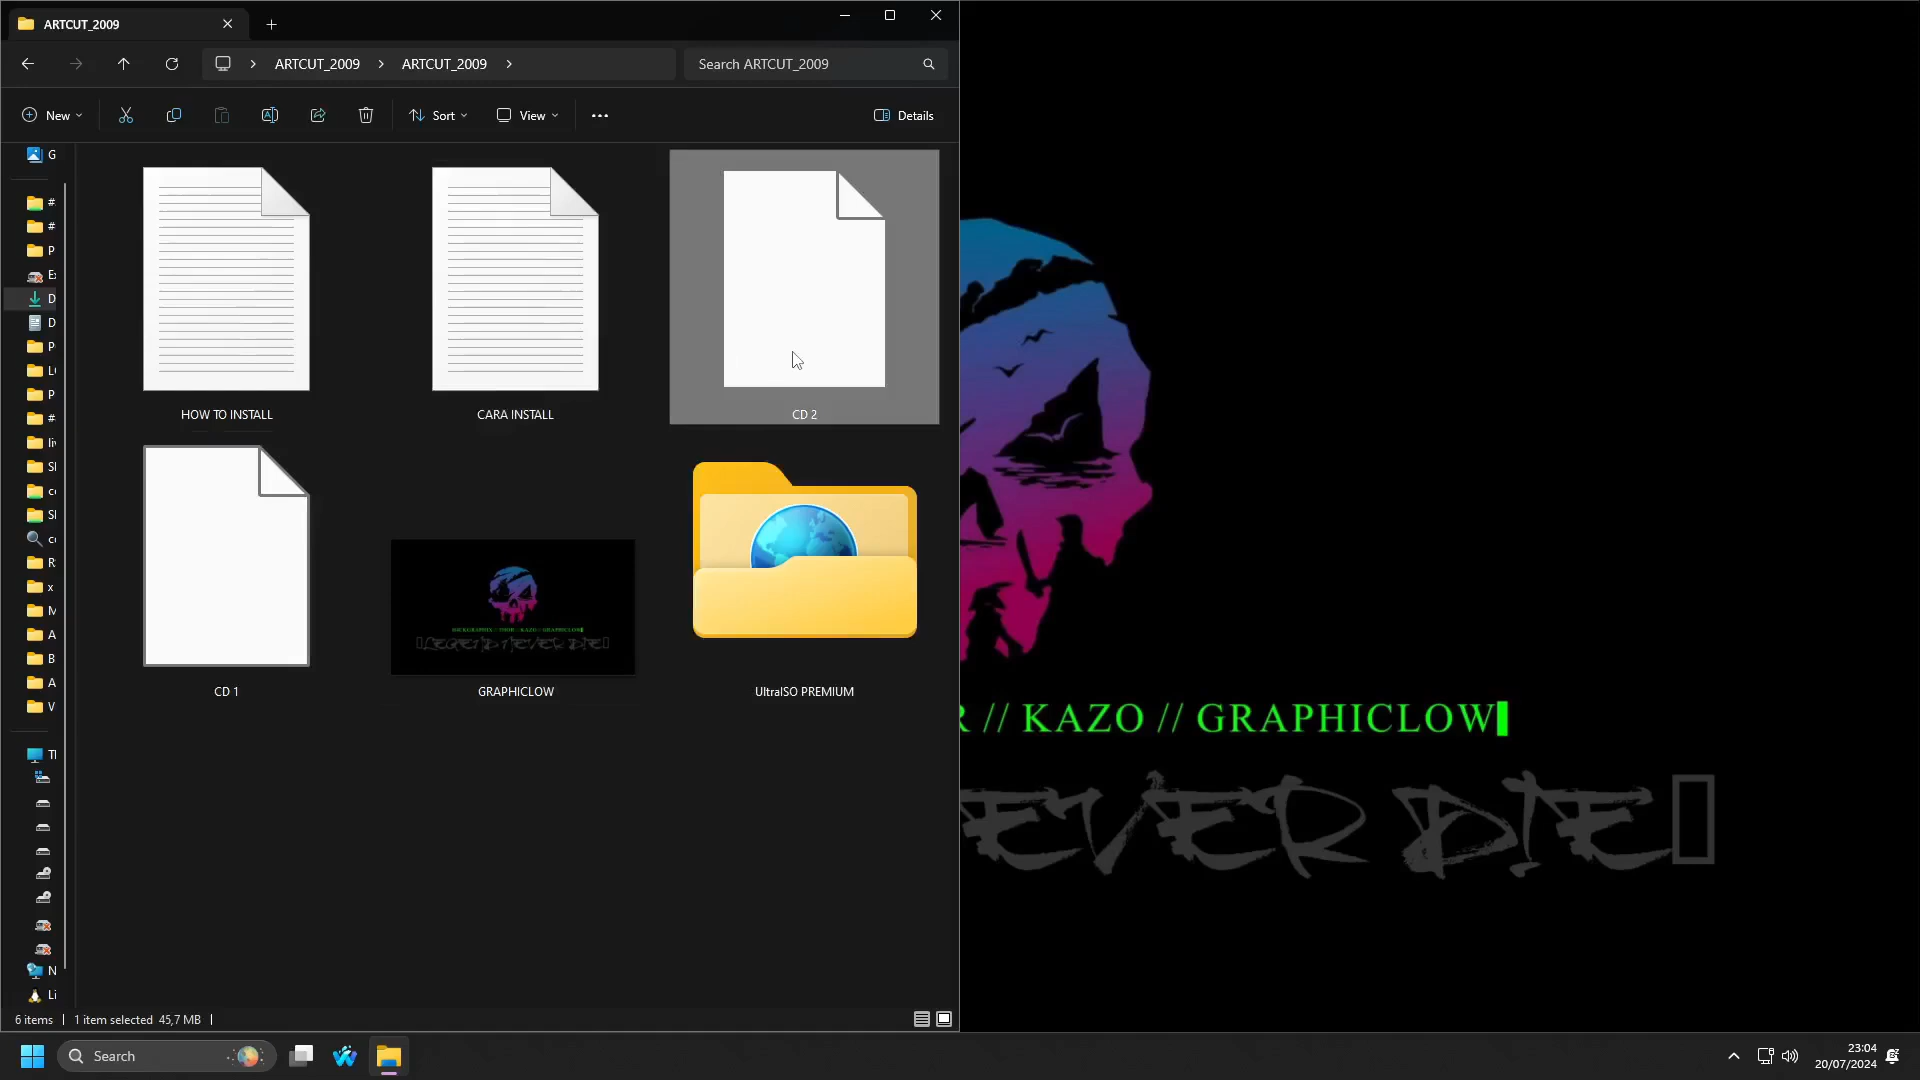 ARTCUT_2009
ARTCUT_2009
ARTCUT_2009
Search ARTCUT_2009
New
Sort
View
Details
G
#
#
P
E
D
D
P
P
#
x
M
A
B
A
V
HOW TO INSTALL
CARA INSTALL
CD 2
CD 1
GRAPHICLOW
UltraISO PREMIUM
// KAZO // GRAPHICLOW
EVER DIE
6 items
1 item selected 45,7 MB
Search
23:04
20/07/2024